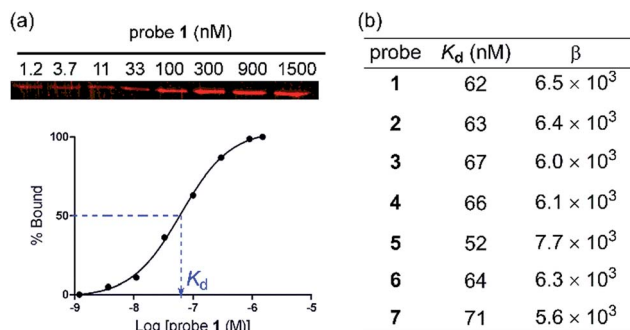 (a)
probe 1 (nM)
1.2 3.7 11 33 100 300 900 1500
100
50
0
% Bound
Kd
-9 -8 -7 -6 -5
Log [probe 1 (M)]
(b)
probe Kd (nM) β
1 62 6.5 × 10³
2 63 6.4 × 10³
3 67 6.0 × 10³
4 66 6.1 × 10³
5 52 7.7 × 10³
6 64 6.3 × 10³
7 71 5.6 × 10³